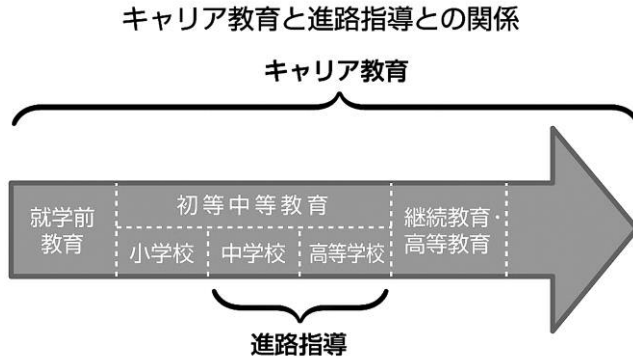 キャリア教育と進路指導との関係
キャリア教育
就学前
教育
初等中等教育
小学校
中学校
高等学校
継続教育・
高等教育
進路指導